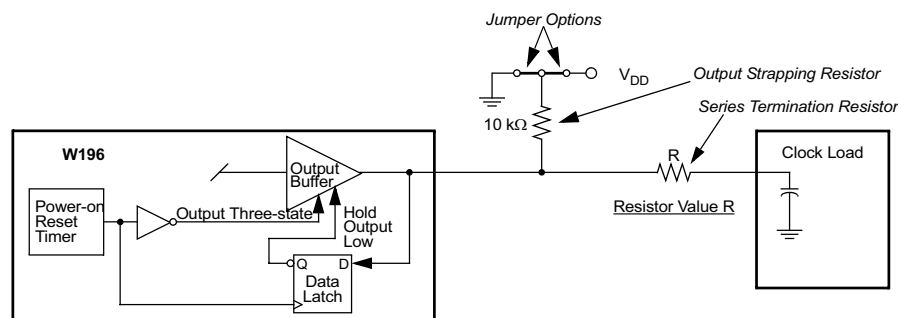 Jumper Options
V_DD
Output Strapping Resistor
Series Termination Resistor
10 kΩ
W196
R
Clock Load
Output
Buffer
Power-on
Reset
Timer
Output Three-state
Hold
Output
Low
Resistor Value R
Q
D
Data
Latch